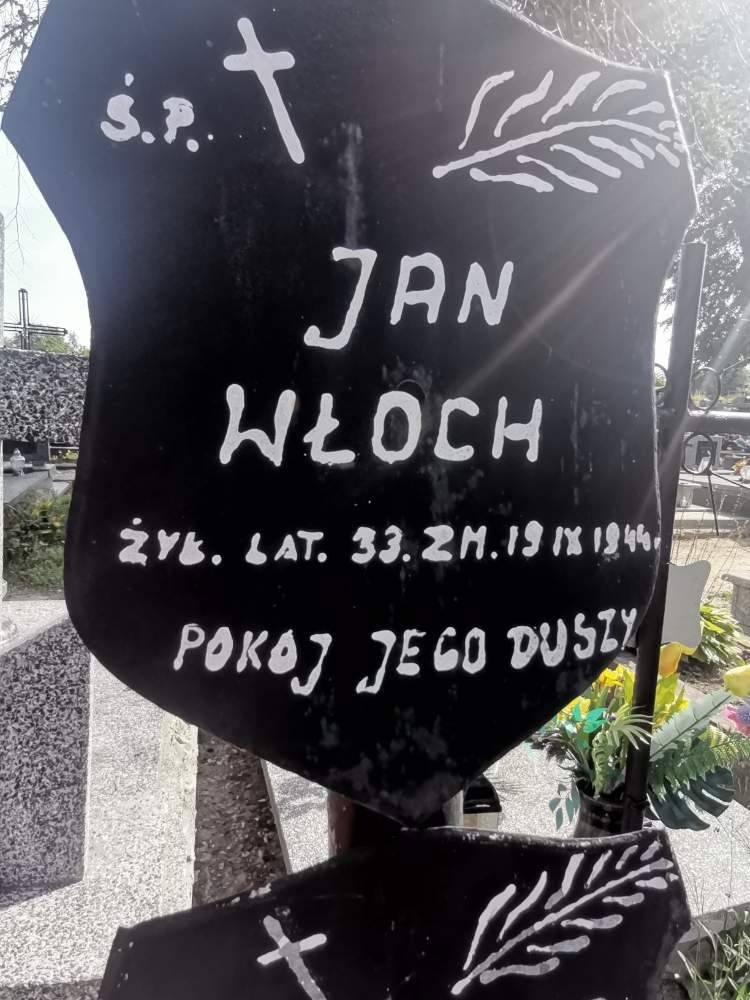 Ś.P.
JAN
WŁOCH
ŻYŁ. LAT. 33. ZM. 19 IX 1944.
POKOJ JEGO DUSZY